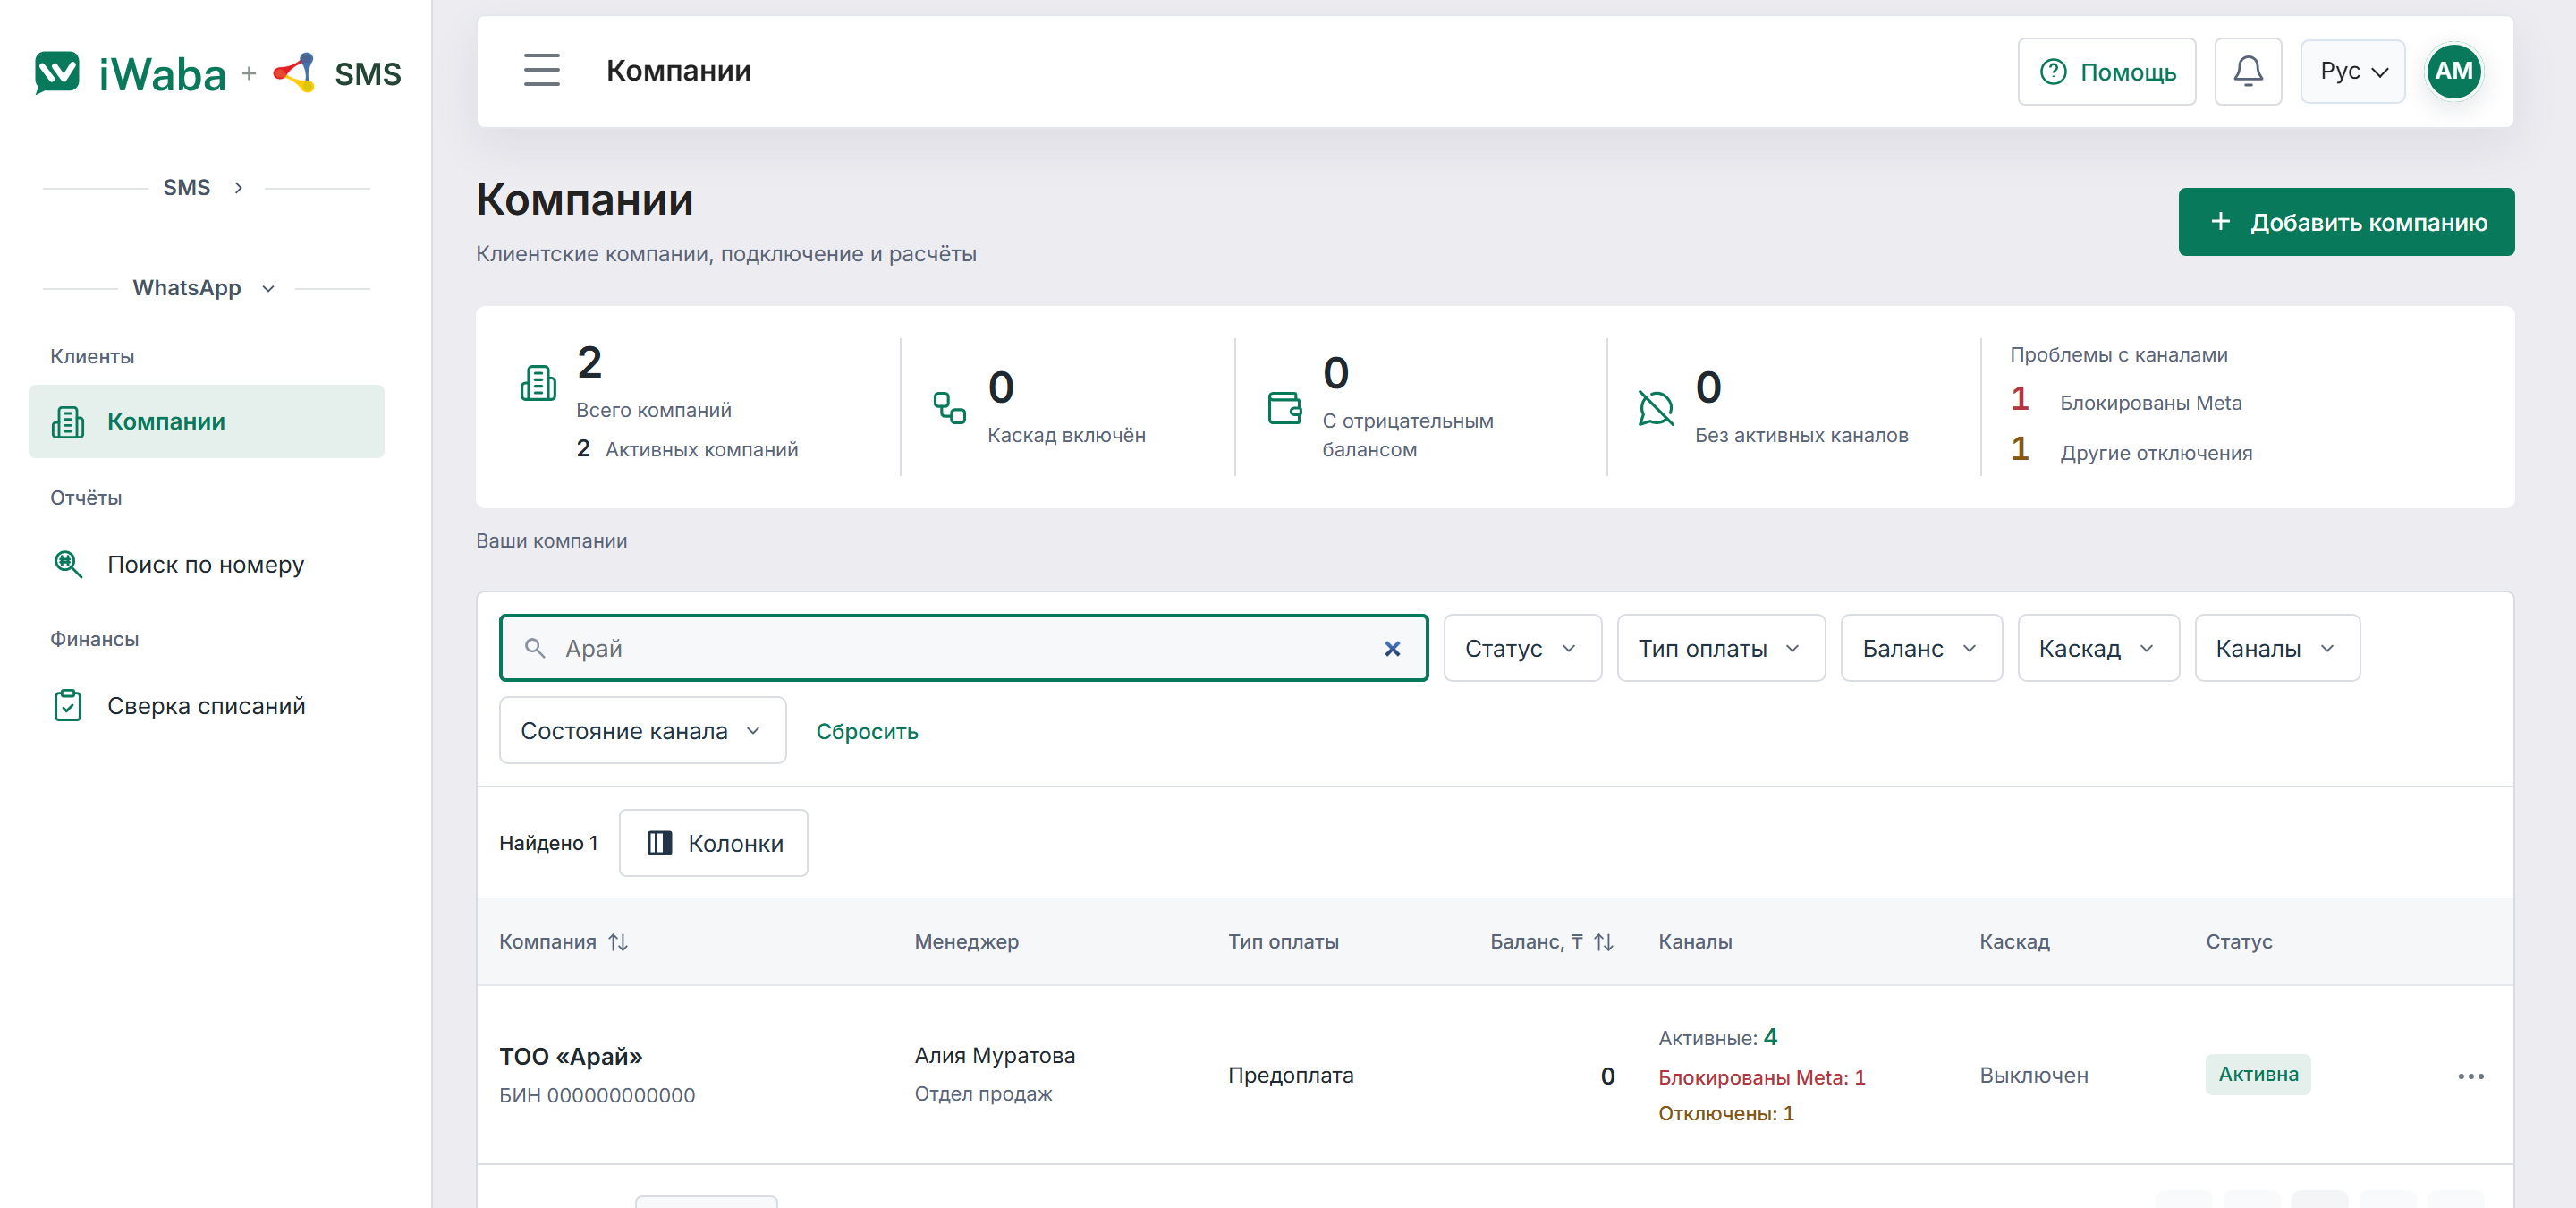 iWaba + SMS
SMS
WhatsApp
Клиенты
Компании
Отчёты
Поиск по номеру
Финансы
Сверка списаний
Компании
Помощь
Рус
AM
Компании
Клиентские компании, подключение и расчёты
+ Добавить компанию
2
Всего компаний
2 Активных компаний
0
Каскад включён
0
С отрицательным
балансом
0
Без активных каналов
Проблемы с каналами
1 Блокированы Meta
1 Другие отключения
Ваши компании
Арай
Статус
Тип оплаты
Баланс
Каскад
Каналы
Состояние канала
Сбросить
Найдено 1
Колонки
Компания
Менеджер
Тип оплаты
Баланс, ₸
Каналы
Каскад
Статус
ТОО «Арай»
БИН 000000000000
Алия Муратова
Отдел продаж
Предоплата
0
Активные: 4
Блокированы Meta: 1
Отключены: 1
Выключен
Активна